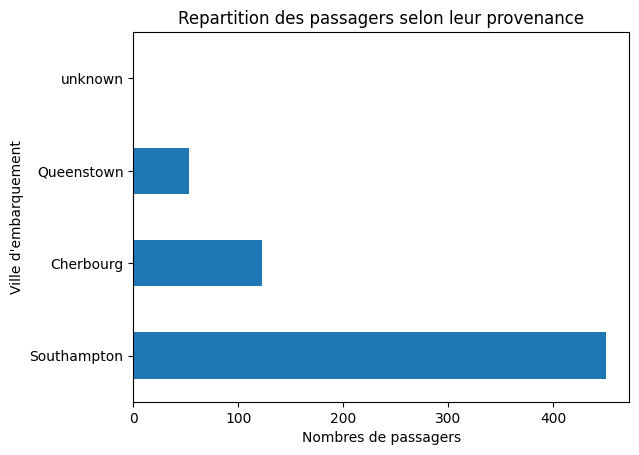 Repartition des passagers selon leur provenance
Ville d'embarquement
unknown
Queenstown
Cherbourg
Southampton
0 100 200 300 400
Nombres de passagers